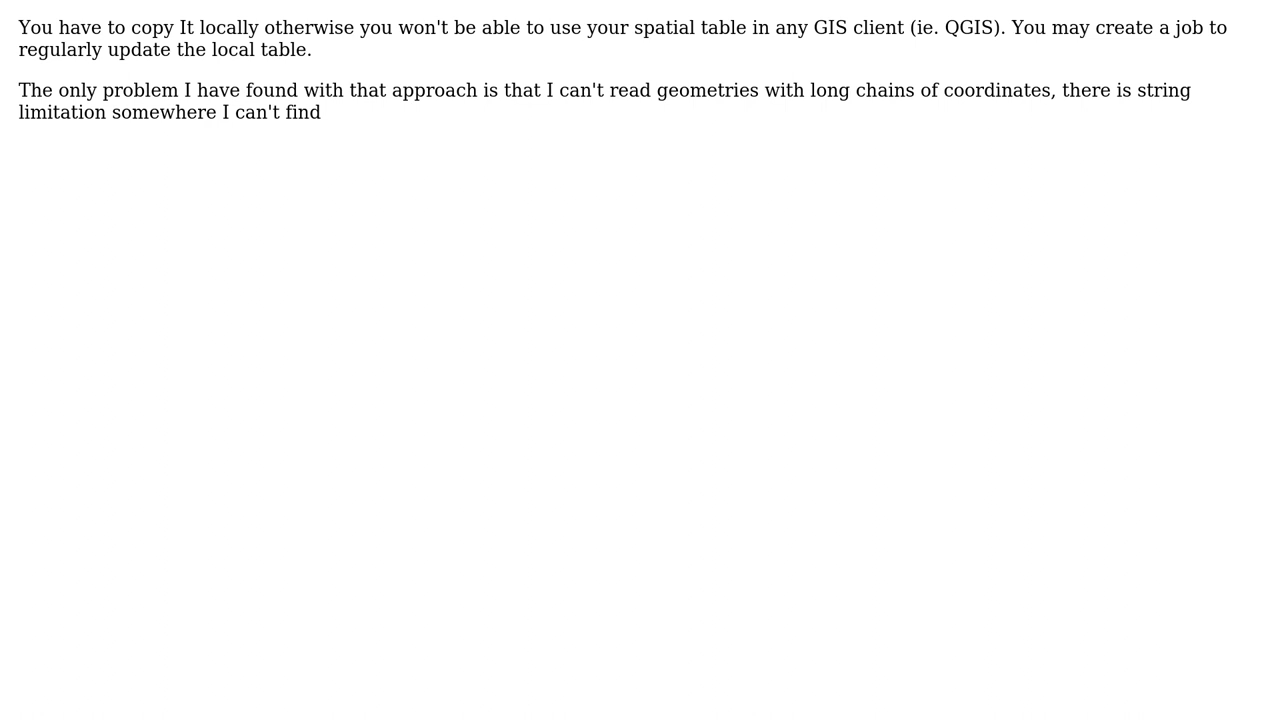 You have to copy It locally otherwise you won't be able to use your spatial table in any GIS client (ie. QGIS). You may create a job to
regularly update the local table.
The only problem I have found with that approach is that I can't read geometries with long chains of coordinates, there is string
limitation somewhere I can't find